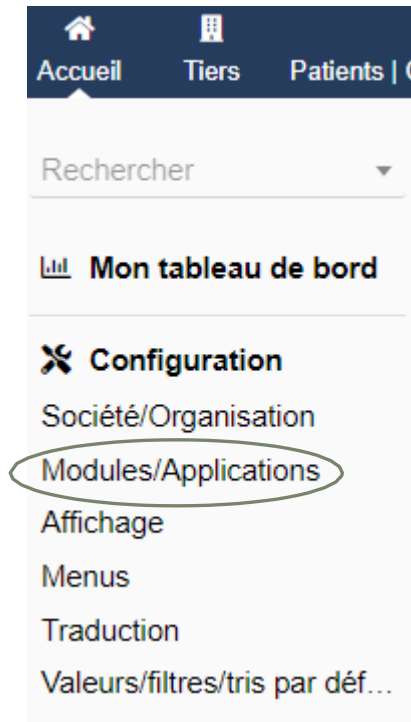 Accueil Tiers Patients |
Rechercher
Mon tableau de bord
Configuration
Société/Organisation
Modules/Applications
Affichage
Menus
Traduction
Valeurs/filtres/tris par déf...